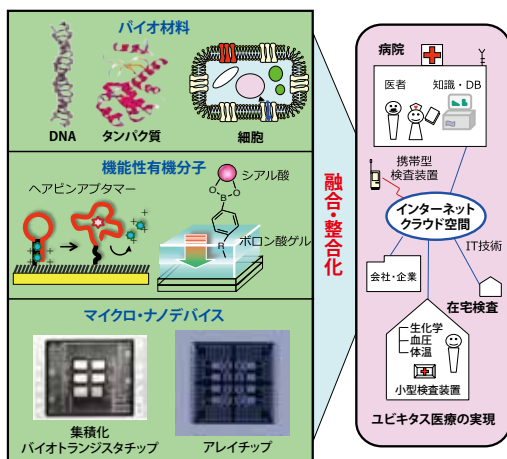 バイオ材料
DNA
タンパク質
細胞
機能性有機分子
ヘアピンアプタマー
シアル酸
O
O
B
R
ボロン酸ゲル
マイクロ・ナノデバイス
集積化
バイオトランジスタチップ
アレイチップ
融合・整合化
病院
医者
知識・DB
携帯型
検査装置
インターネット
クラウド空間
IT技術
会社・企業
在宅検査
生化学
血圧
体温
小型検査装置
ユビキタス医療の実現